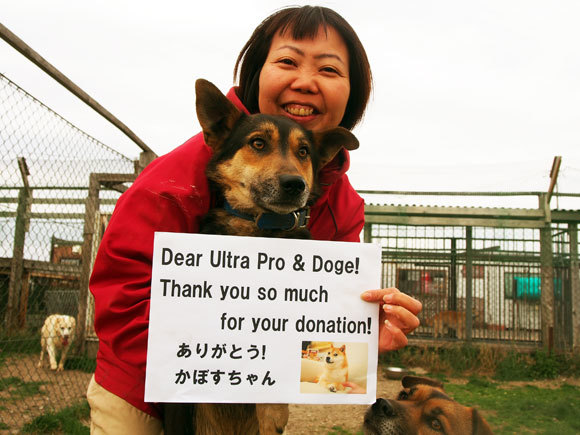 Dear Ultra Pro & Doge!
Thank you so much
for your donation!
ありがとう!
かぼすちゃん